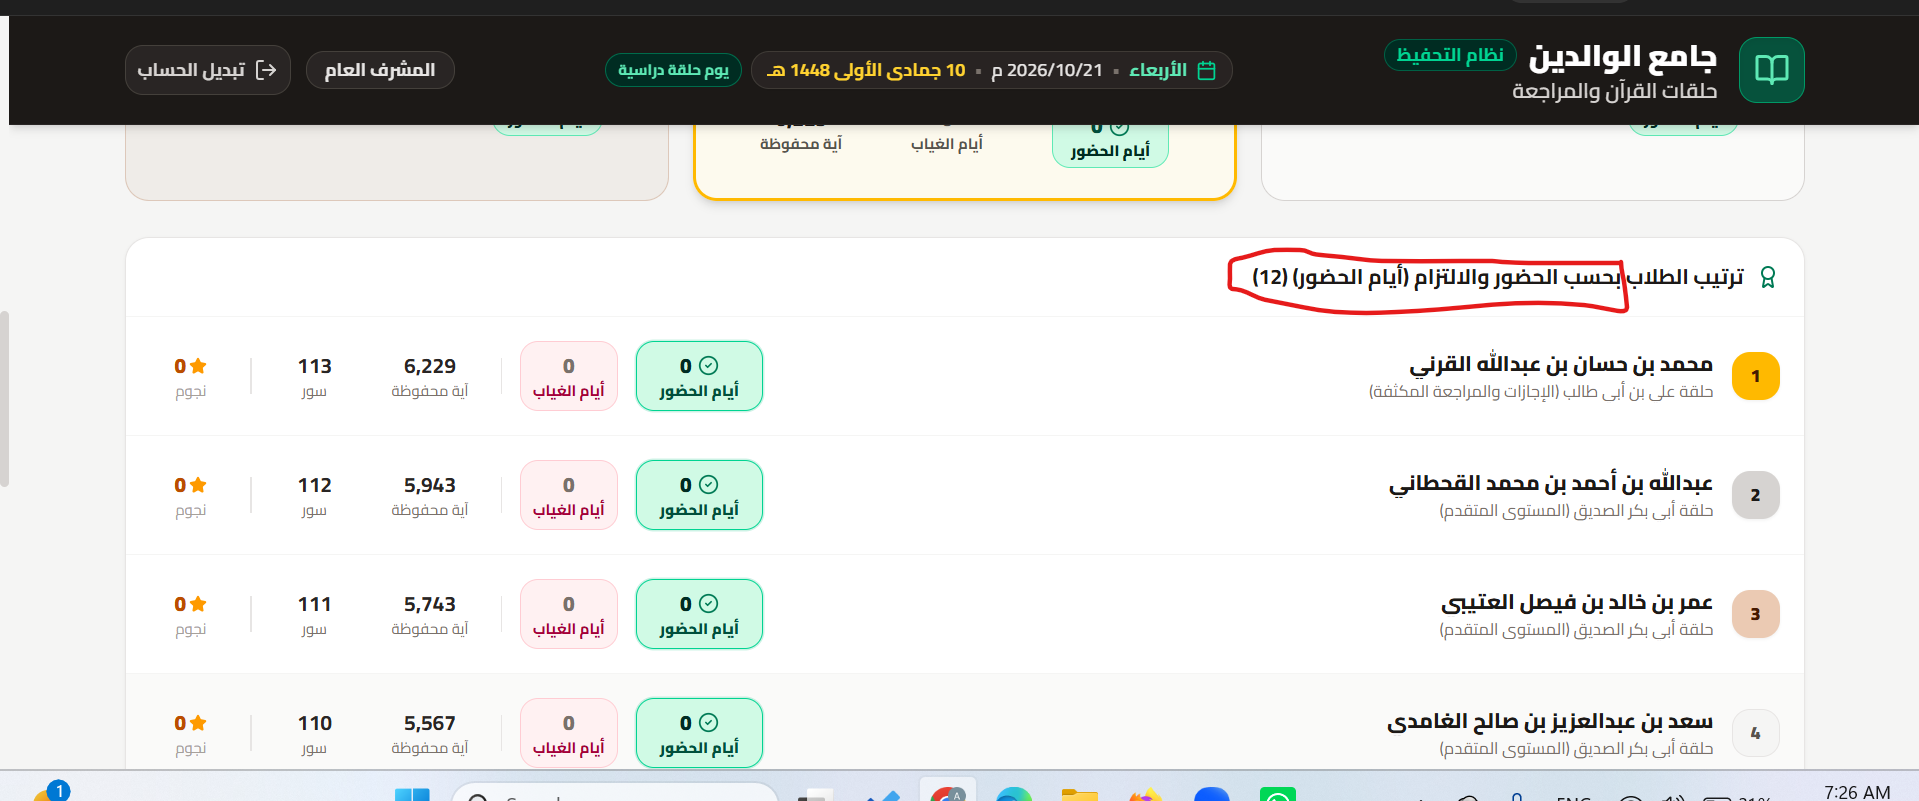 جامع الوالدين نظام التحفيظ
حلقات القرآن والمراجعة
الأربعاء • 2026/10/21 م • 10 جمادى الأولى 1448 هـ
يوم حلقة دراسية
المشرف العام
تبديل الحساب
0
أيام الحضور
أيام الغياب
آية محفوظة
ترتيب الطلاب بحسب الحضور والالتزام (أيام الحضور) (12)
1
محمد بن حسان بن عبدالله القرني
حلقة علي بن أبي طالب (الإجازات والمراجعة المكثفة)
0
أيام الحضور
0
أيام الغياب
6,229
آية محفوظة
113
سور
0
نجوم
2
عبدالله بن أحمد بن محمد القحطاني
حلقة أبي بكر الصديق (المستوى المتقدم)
0
أيام الحضور
0
أيام الغياب
5,943
آية محفوظة
112
سور
0
نجوم
3
عمر بن خالد بن فيصل العتيبي
حلقة أبي بكر الصديق (المستوى المتقدم)
0
أيام الحضور
0
أيام الغياب
5,743
آية محفوظة
111
سور
0
نجوم
4
سعد بن عبدالعزيز بن صالح الغامدي
حلقة أبي بكر الصديق (المستوى المتقدم)
0
أيام الحضور
0
أيام الغياب
5,567
آية محفوظة
110
سور
0
نجوم
1
A
7:26 AM